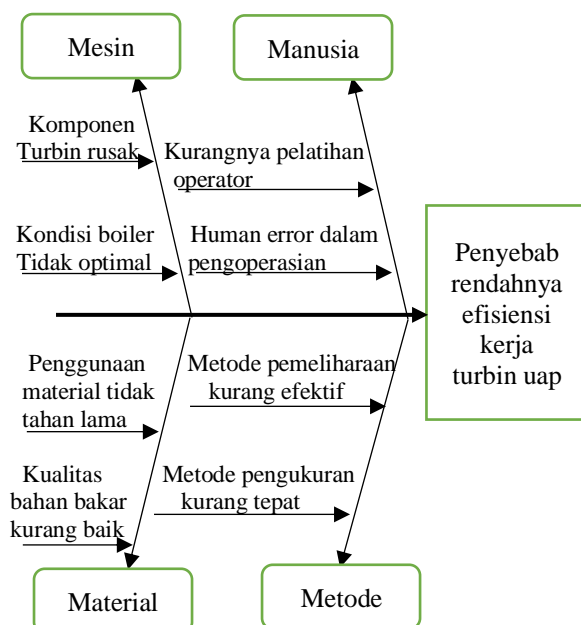 Mesin
Manusia
Komponen
Turbin rusak
Kurangnya pelatihan
operator
Kondisi boiler
Tidak optimal
Human error dalam
pengoperasian
Penyebab
rendahnya
efisiensi
kerja
turbin uap
Penggunaan
material tidak
tahan lama
Metode pemeliharaan
kurang efektif
Kualitas
bahan bakar
kurang baik
Metode pengukuran
kurang tepat
Material
Metode